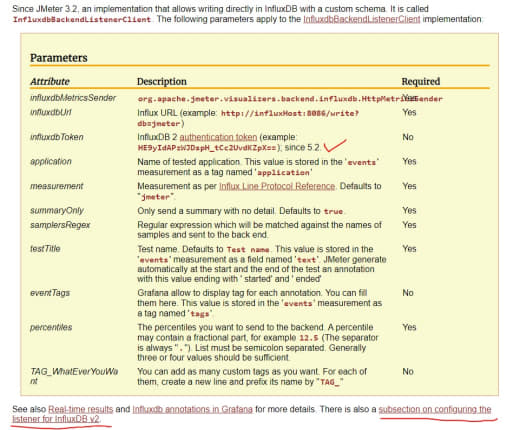 Since JMeter 3.2, an implementation that allows writing directly in InfluxDB with a custom schema. It is called
InfluxdbBackendListenerClient. The following parameters apply to the InfluxdbBackendListenerClient implementation:
Parameters
Attribute Description Required
influxdbMetricsSender org.apache.jmeter.visualizers.backend.influxdb.HttpMetricsSender Yes
influxdbUrl Influx URL (example: http://influxHost:8086/write? Yes
db=jmeter)
influxdbToken InfluxDB 2 authentication token (example: No
HE9yIdAPzWJDspH_tCc2UvdKZpX==); since 5.2.
application Name of tested application. This value is stored in the 'events' Yes
measurement as a tag named 'application'
measurement Measurement as per Influx Line Protocol Reference. Defaults to Yes
"jmeter".
summaryOnly Only send a summary with no detail. Defaults to true. Yes
samplersRegex Regular expression which will be matched against the names of Yes
samples and sent to the back end.
testTitle Test name. Defaults to Test name. This value is stored in the Yes
'events' measurement as a field named 'text'. JMeter generate
automatically at the start and the end of the test an annotation
with this value ending with ' started' and ' ended'
eventTags Grafana allow to display tag for each annotation. You can fill No
them here. This value is stored in the 'events' measurement as
a tag named 'tags'.
percentiles The percentiles you want to send to the backend. A percentile Yes
may contain a fractional part, for example 12.5 (The separator
is always "."). List must be semicolon separated. Generally
three or four values should be sufficient.
TAG_WhatEverYouWa You can add as many custom tags as you want. For each of No
nt them, create a new line and prefix its name by "TAG_"
See also Real-time results and Influxdb annotations in Grafana for more details. There is also a subsection on configuring the
listener for InfluxDB v2.